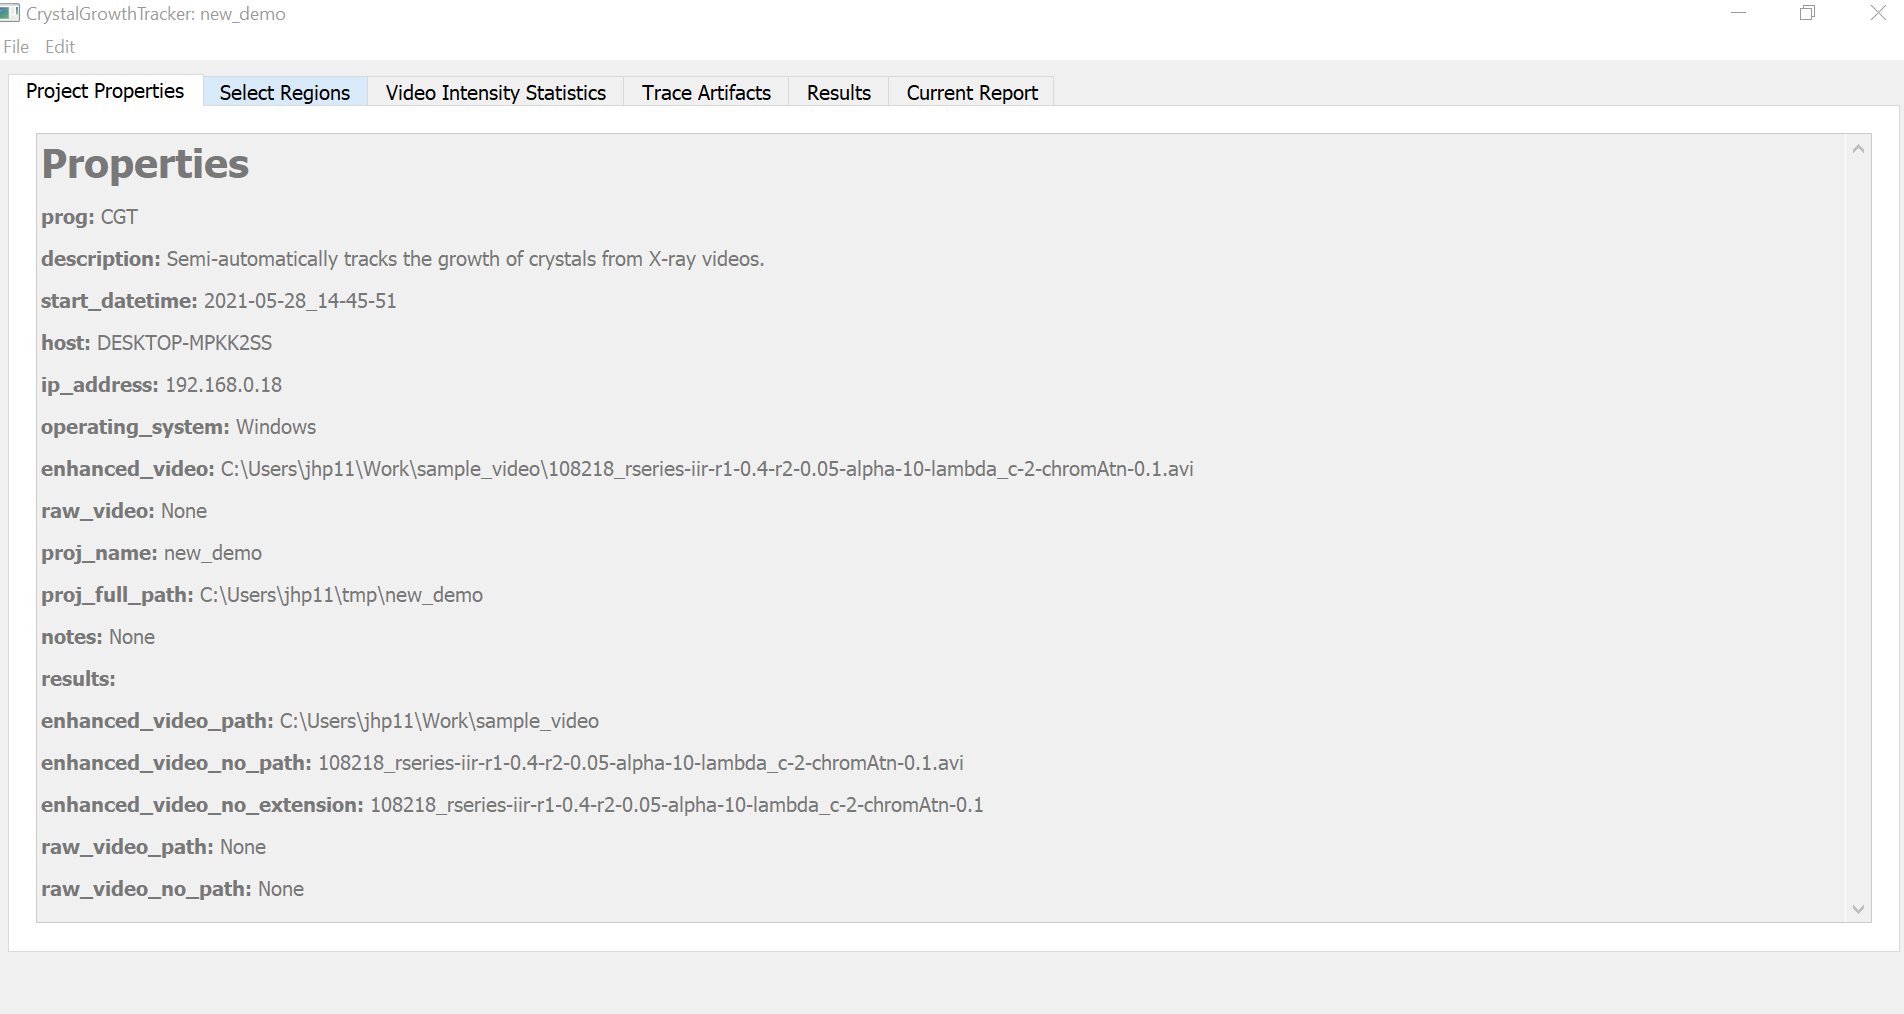 CrystalGrowthTracker: new_demo
File Edit
Project Properties Select Regions Video Intensity Statistics Trace Artifacts Results Current Report
Properties
prog: CGT
description: Semi-automatically tracks the growth of crystals from X-ray videos.
start_datetime: 2021-05-28_14-45-51
host: DESKTOP-MPKK2SS
ip_address: 192.168.0.18
operating_system: Windows
enhanced_video: C:\Users\jhp11\Work\sample_video\108218_rseries-iir-r1-0.4-r2-0.05-alpha-10-lambda_c-2-chromAtn-0.1.avi
raw_video: None
proj_name: new_demo
proj_full_path: C:\Users\jhp11\tmp\new_demo
notes: None
results:
enhanced_video_path: C:\Users\jhp11\Work\sample_video
enhanced_video_no_path: 108218_rseries-iir-r1-0.4-r2-0.05-alpha-10-lambda_c-2-chromAtn-0.1.avi
enhanced_video_no_extension: 108218_rseries-iir-r1-0.4-r2-0.05-alpha-10-lambda_c-2-chromAtn-0.1
raw_video_path: None
raw_video_no_path: None